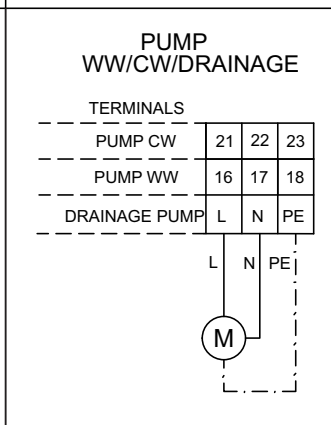 PUMP
WW/CW/DRAINAGE
TERMINALS
PUMP CW 21 22 23
PUMP WW 16 17 18
DRAINAGE PUMP L N PE
L N PE
M